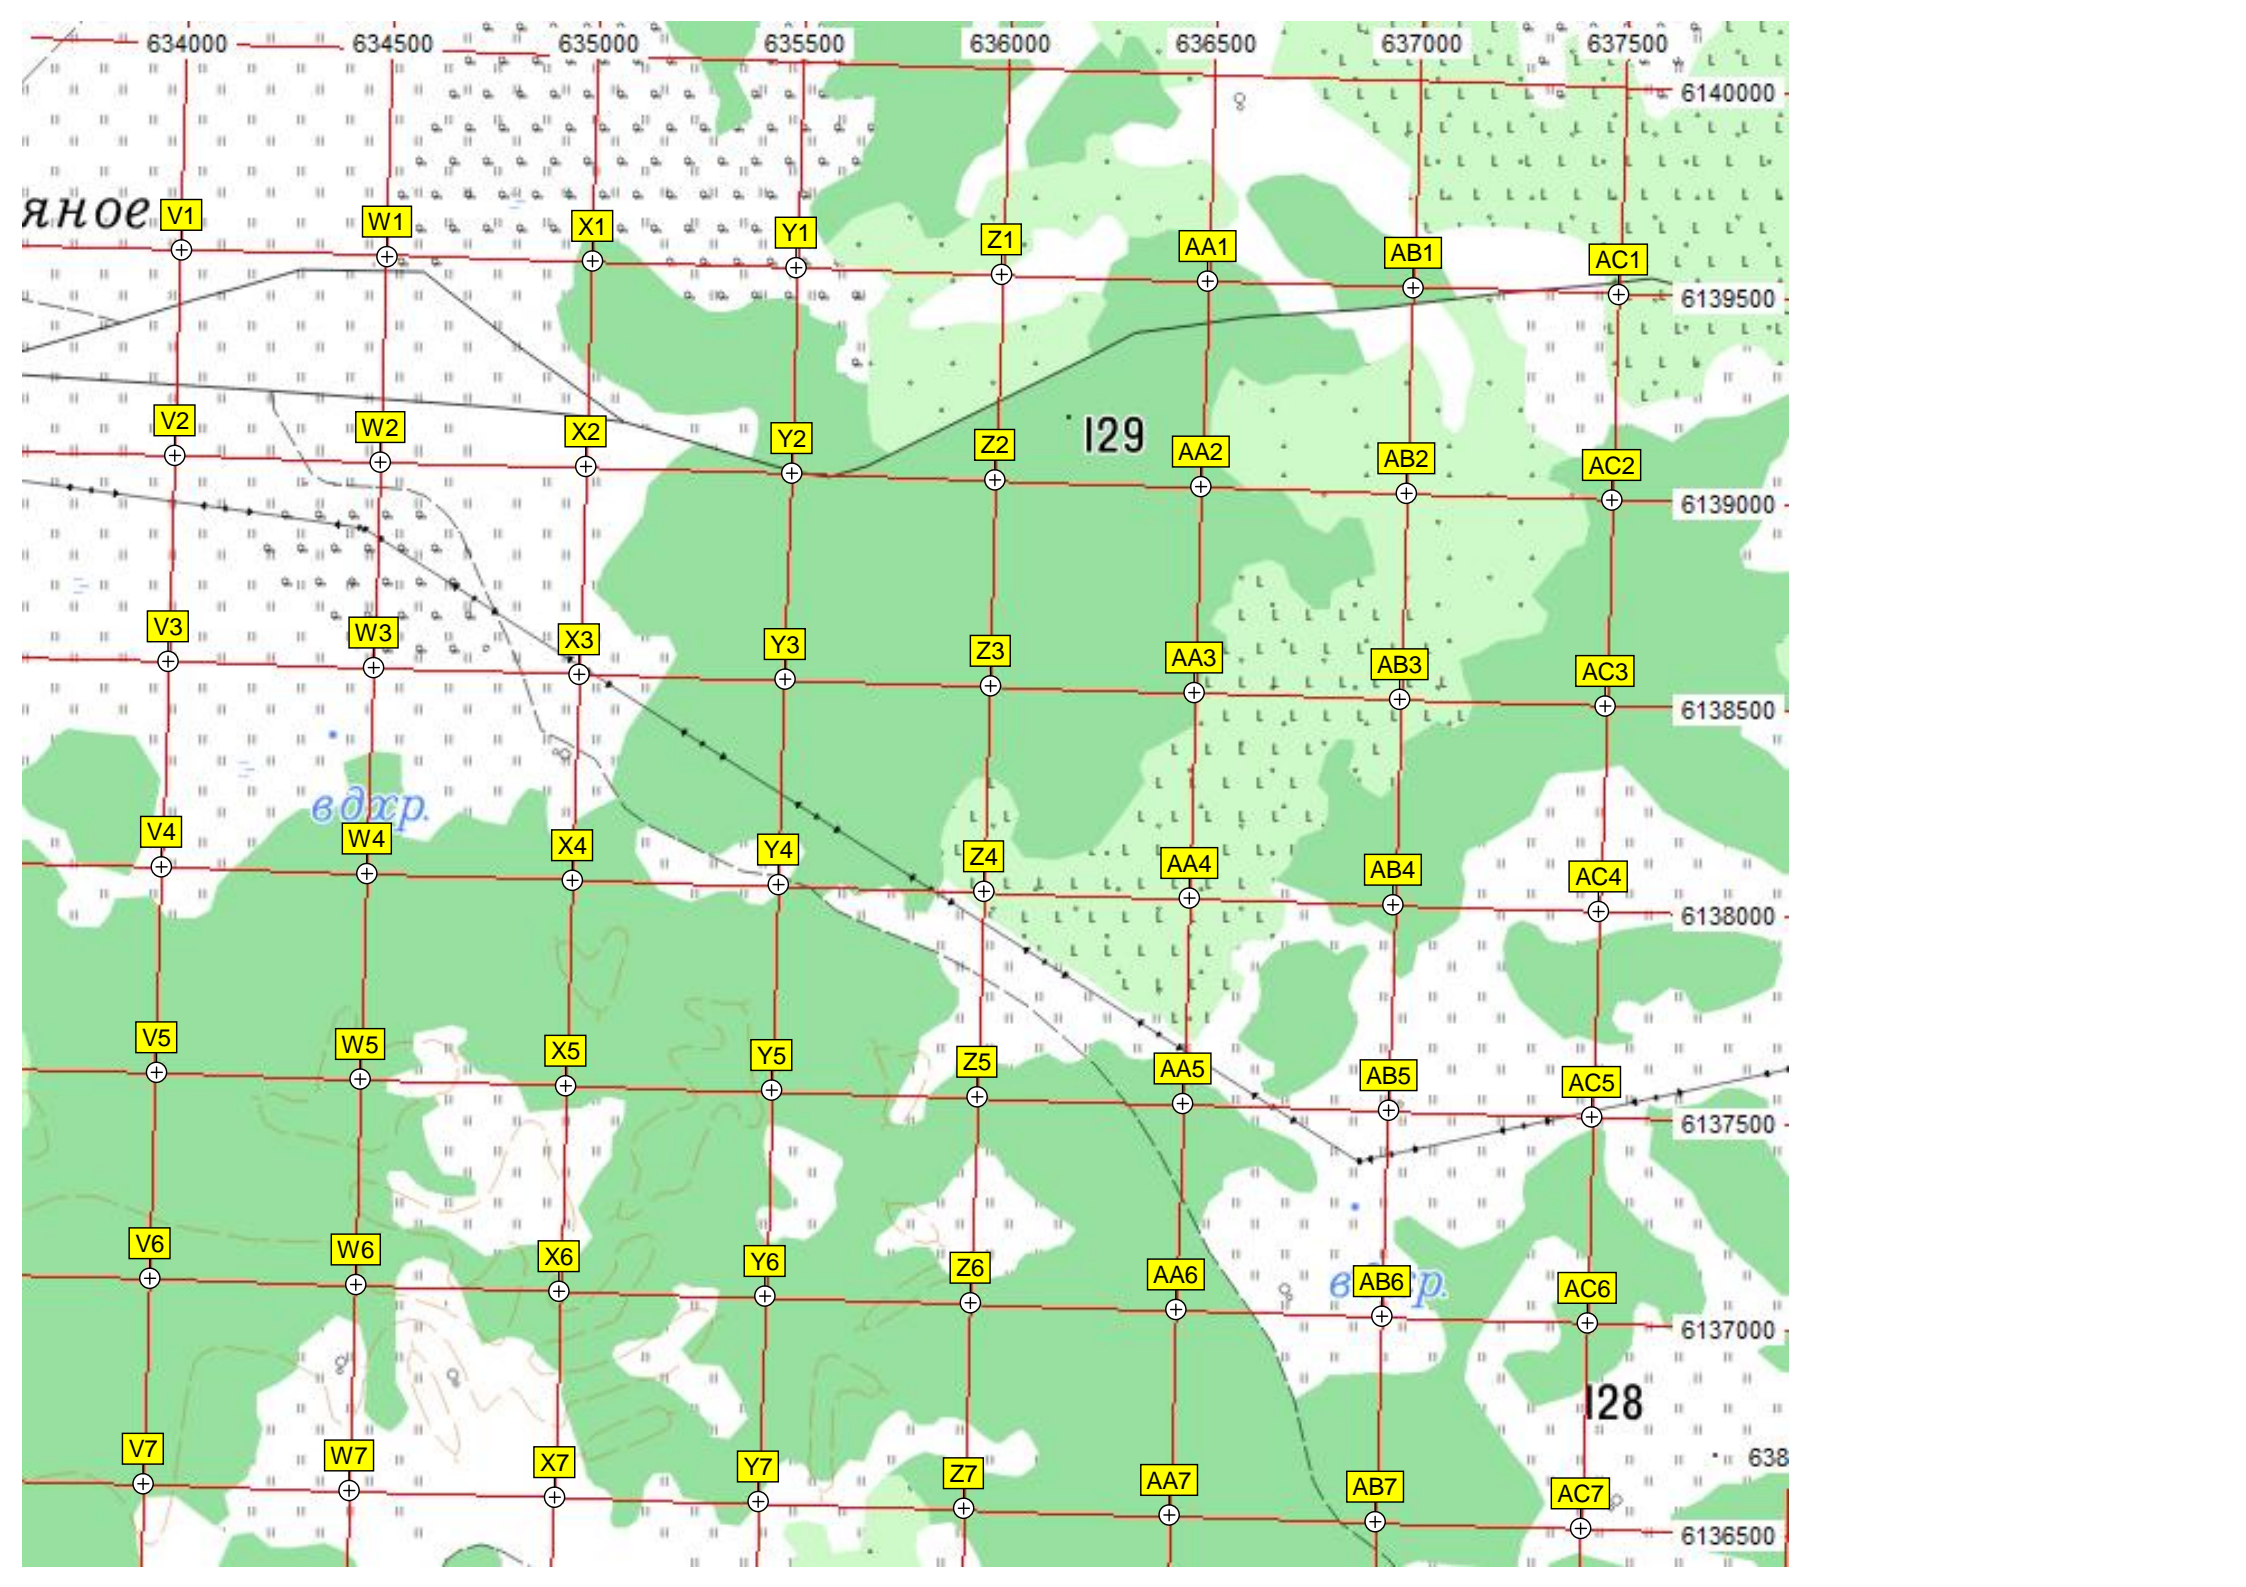 634000 634500 635000 635500 636000 636500 637000 637500
6140000
яное
V1 W1 X1 Y1 Z1 AA1 AB1 AC1
6139500
V2 W2 X2 Y2 Z2 AA2 AB2 AC2
129
6139000
V3 W3 X3 Y3 Z3 AA3 AB3 AC3
6138500
вдхр.
V4 W4 X4 Y4 Z4 AA4 AB4 AC4
6138000
V5 W5 X5 Y5 Z5 AA5 AB5 AC5
6137500
V6 W6 X6 Y6 Z6 AA6 AB6 AC6
6137000
128
638
V7 W7 X7 Y7 Z7 AA7 AB7 AC7
6136500